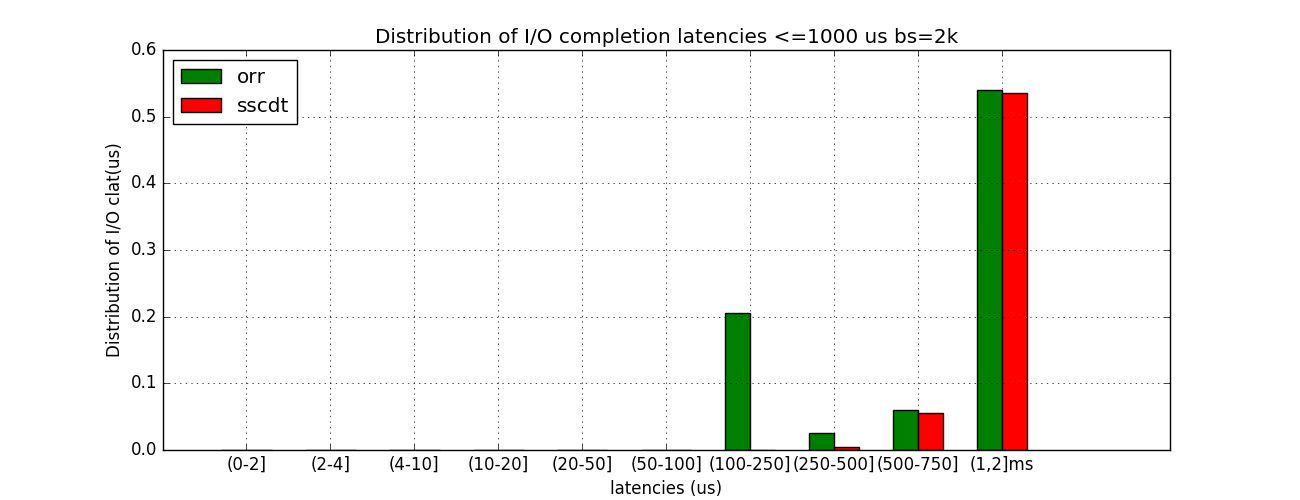 Distribution of I/O completion latencies <=1000 us bs=2k
orr
sscdt
Distribution of I/O clat(us)
0.6
0.5
0.4
0.3
0.2
0.1
0.0
(0-2] (2-4] (4-10] (10-20] (20-50] (50-100] (100-250] (250-500] (500-750] (1,2]ms
latencies (us)